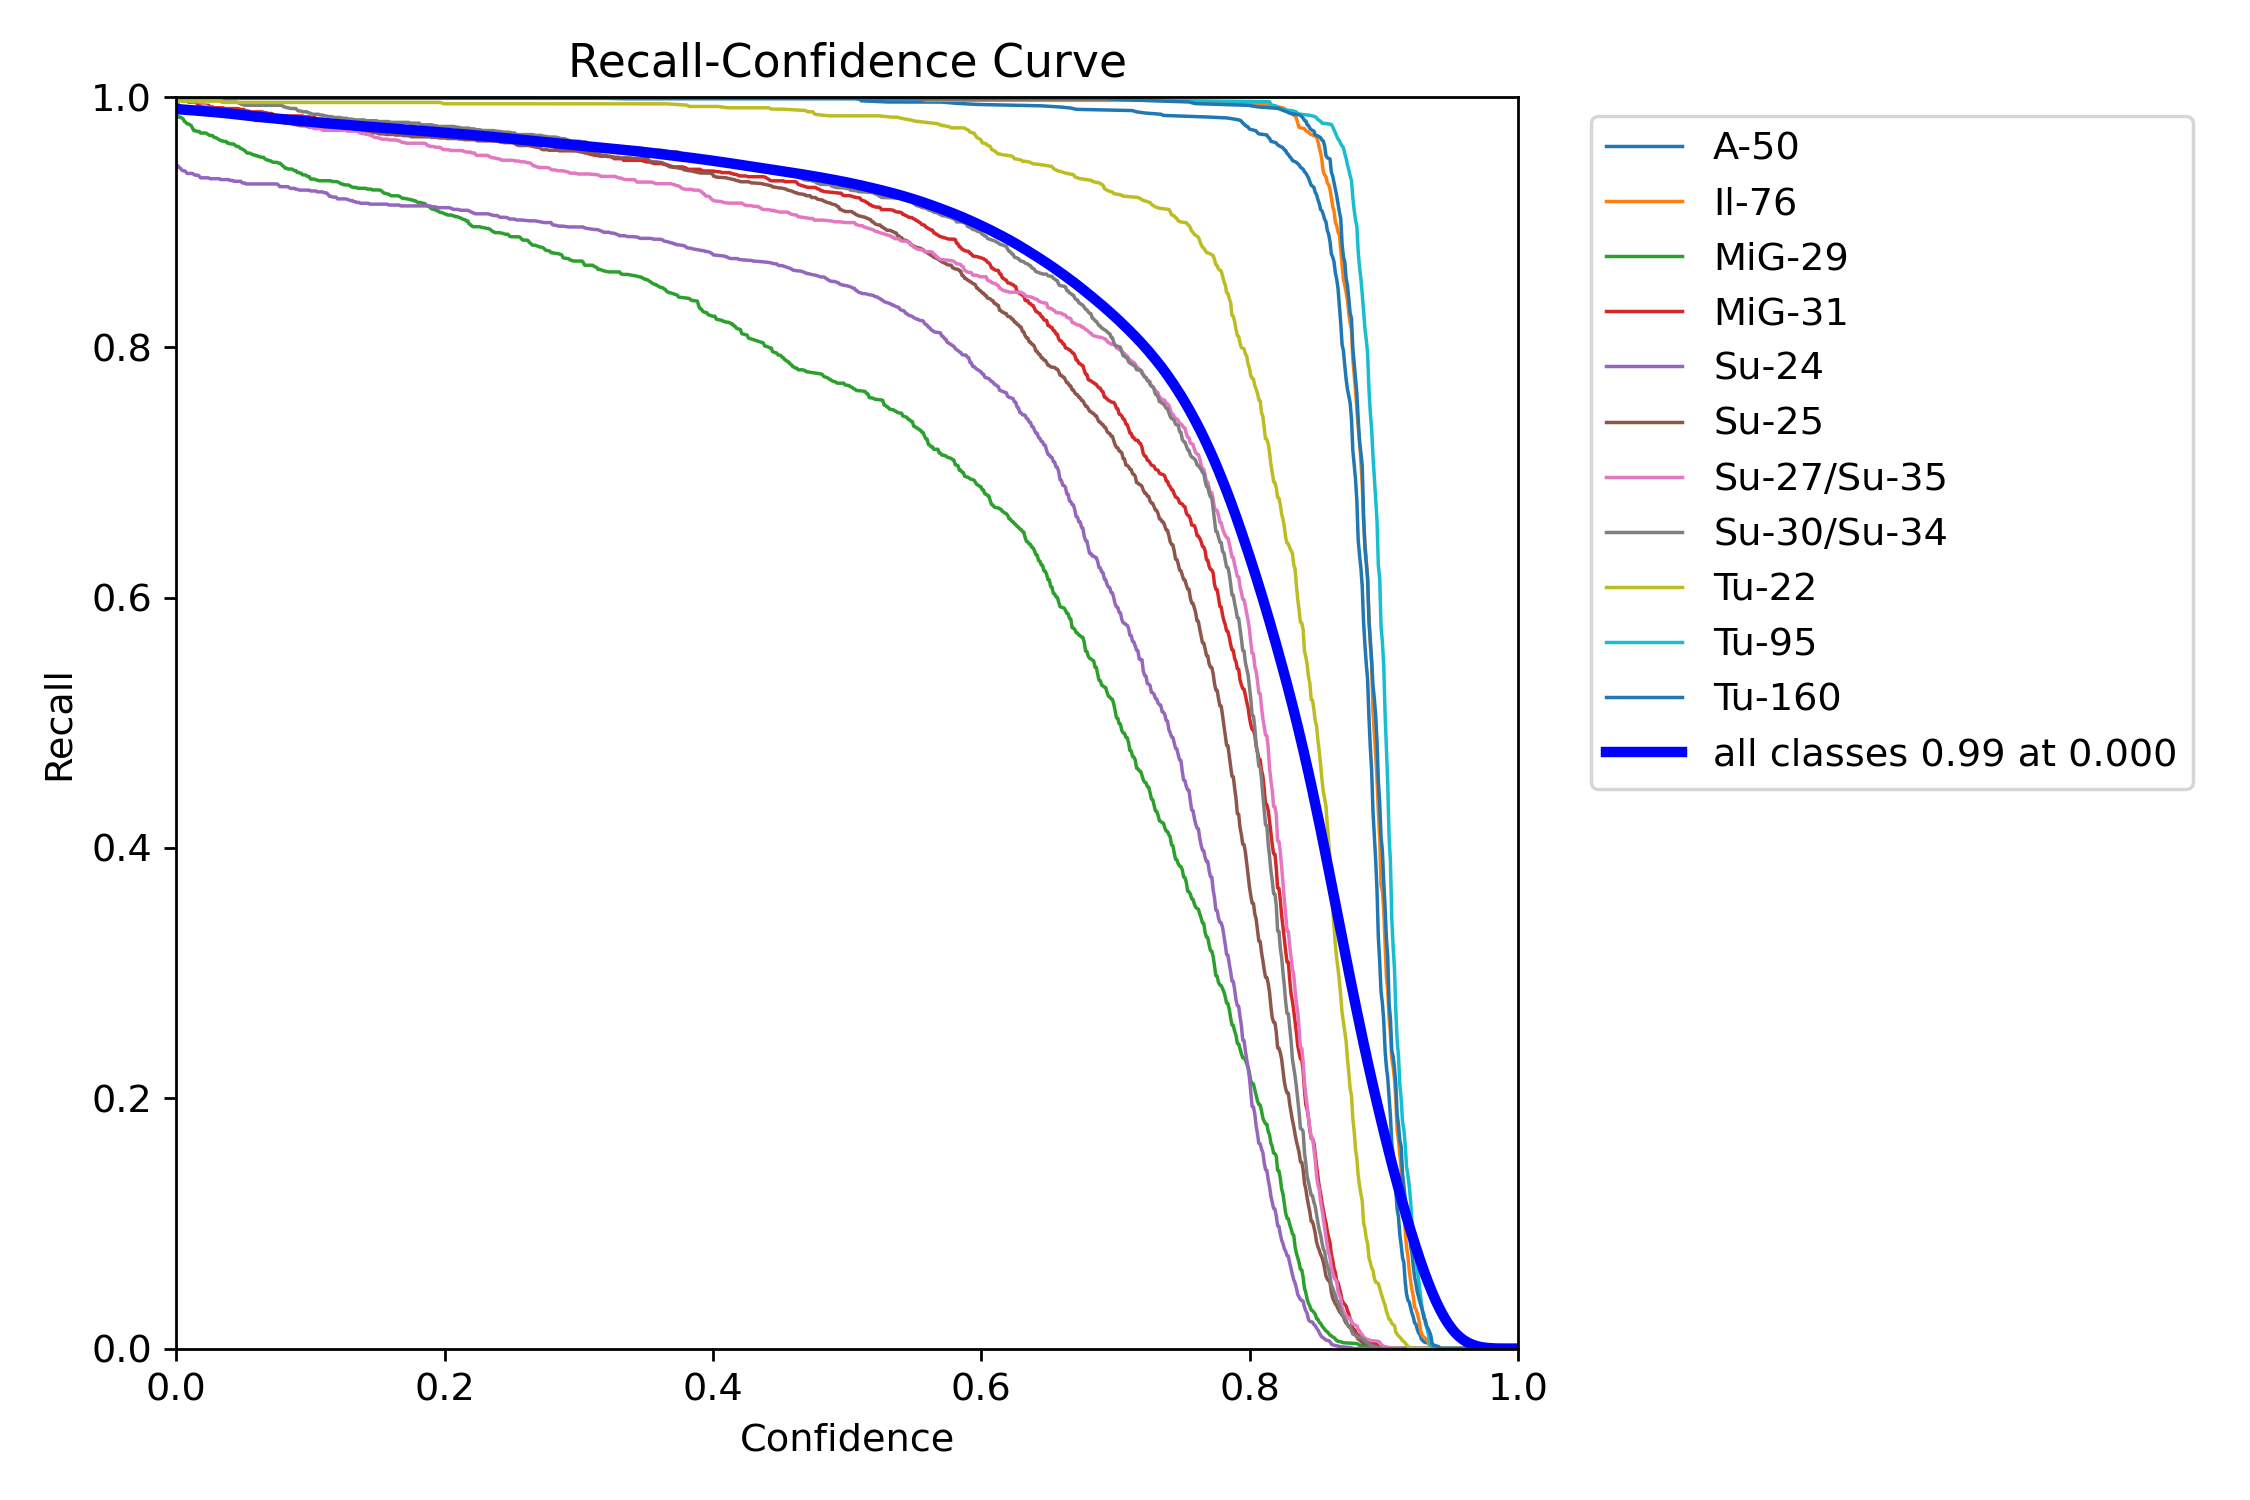 Recall-Confidence Curve
1.0
0.8
0.6
0.4
0.2
0.0
Recall
0.0 0.2 0.4 0.6 0.8 1.0
Confidence
A-50
Il-76
MiG-29
MiG-31
Su-24
Su-25
Su-27/Su-35
Su-30/Su-34
Tu-22
Tu-95
Tu-160
all classes 0.99 at 0.000